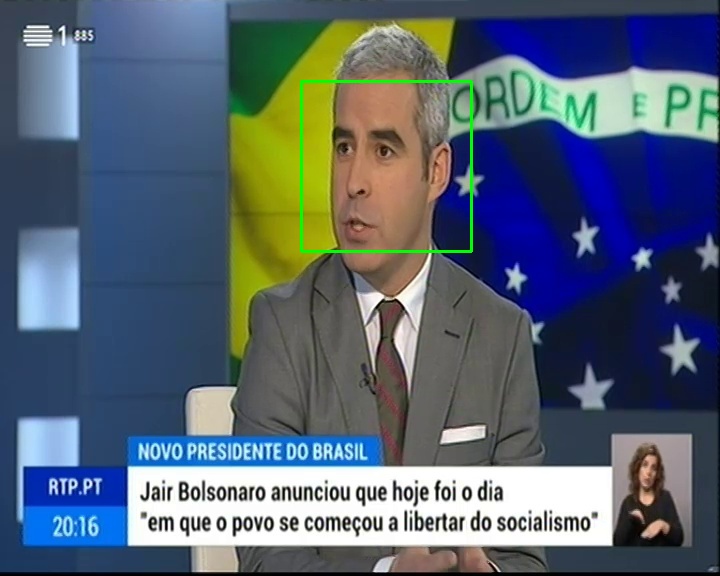 1 885
ORDEM E PR
NOVO PRESIDENTE DO BRASIL
RTP.PT
Jair Bolsonaro anunciou que hoje foi o dia
20:16
"em que o povo se começou a libertar do socialismo"